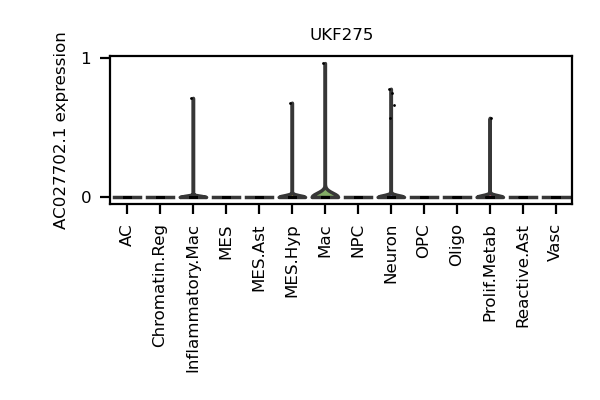 UKF275
AC027702.1 expression
1
0
AC
Chromatin.Reg
Inflammatory.Mac
MES
MES.Ast
MES.Hyp
Mac
NPC
Neuron
OPC
Oligo
Prolif.Metab
Reactive.Ast
Vasc